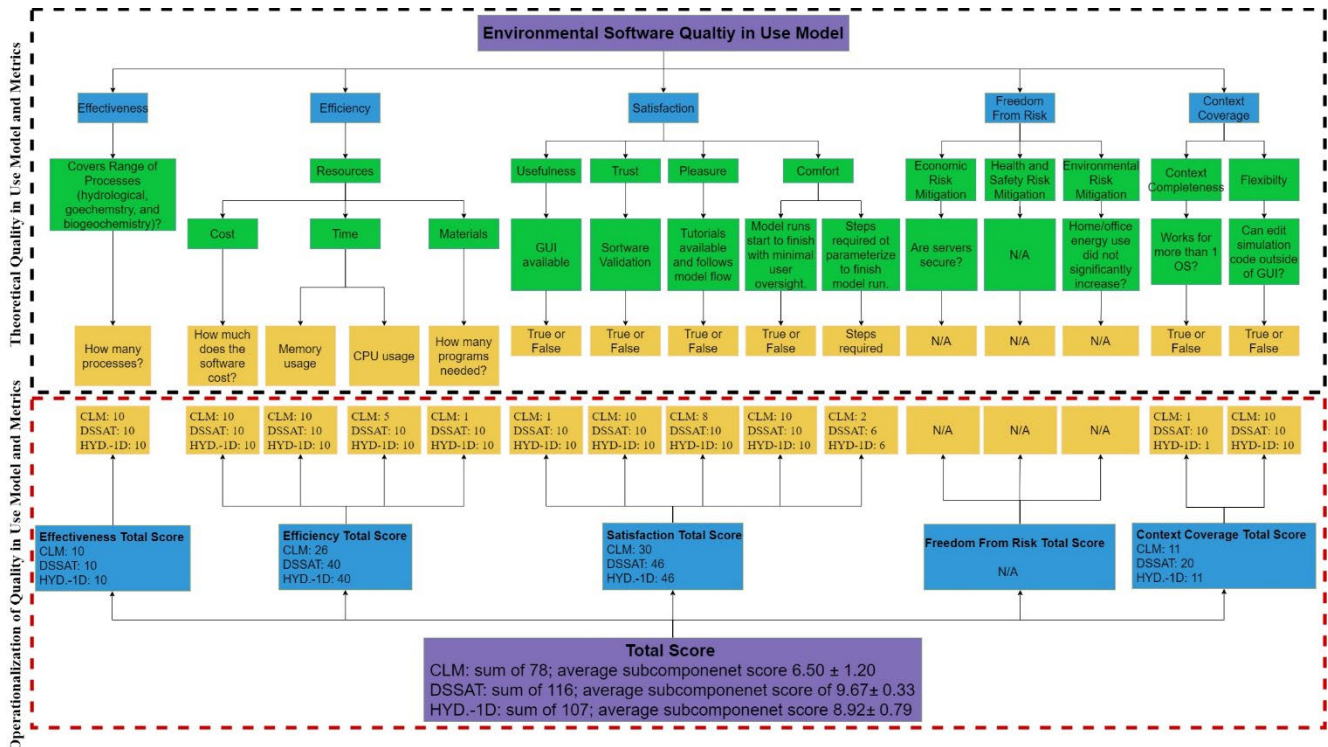 Theoretical Quality in Use Model and Metrics
Environmental Software Qualtiy in Use Model
Effectiveness
Efficiency
Satisfaction
Freedom
From Risk
Context
Coverage
Covers Range of
Processes
(hydrological,
goechemstry, and
biogeochemistry)?
Resources
Usefulness
Trust
Pleasure
Comfort
Economic
Risk
Mitigation
Health and
Safety Risk
Mitigation
Environmental
Risk
Mitigation
Context
Completeness
Flexibilty
Cost
Time
Materials
GUI
available
Sortware
Validation
Tutorials
available
and follows
model flow
Model runs
start to finish
with minimal
user
oversight.
Steps
required ot
parameterize
to finish
model run.
Are servers
secure?
N/A
Home/office
energy use
did not
significantly
increase?
Works for
more than 1
OS?
Can edit
simulation
code outside
of GUI?
How many
processes?
How much
does the
software
cost?
Memory
usage
CPU usage
How many
programs
needed?
True or
False
True or
False
True or
False
True or
False
Steps
required
N/A
N/A
N/A
True or
False
True or
False
Operationalization of Quality in Use Model and Metrics
CLM: 10
DSSAT: 10
HYD.-1D: 10
CLM: 10
DSSAT: 10
HYD.-1D: 10
CLM: 10
DSSAT: 10
HYD-1D: 10
CLM: 5
DSSAT: 10
HYD-1D: 10
CLM: 1
DSSAT: 10
HYD-1D: 10
CLM: 1
DSSAT: 10
HYD-1D: 10
CLM: 10
DSSAT: 10
HYD-1D: 10
CLM: 8
DSSAT:10
HYD-1D: 10
CLM: 10
DSSAT: 10
HYD-1D: 10
CLM: 2
DSSAT: 6
HYD-1D: 6
N/A
N/A
N/A
CLM: 1
DSSAT: 10
HYD-1D: 1
CLM: 10
DSSAT: 10
HYD-1D: 10
Effectiveness Total Score
CLM: 10
DSSAT: 10
HYD.-1D: 10
Efficiency Total Score
CLM: 26
DSSAT: 40
HYD.-1D: 40
Satisfaction Total Score
CLM: 30
DSSAT: 46
HYD.-1D: 46
Freedom From Risk Total Score
N/A
Context Coverage Total Score
CLM: 11
DSSAT: 20
HYD.-1D: 11
Total Score
CLM: sum of 78; average subcomponenet score 6.50 ± 1.20
DSSAT: sum of 116; average subcomponenet score of 9.67± 0.33
HYD.-1D: sum of 107; average subcomponenet score 8.92± 0.79